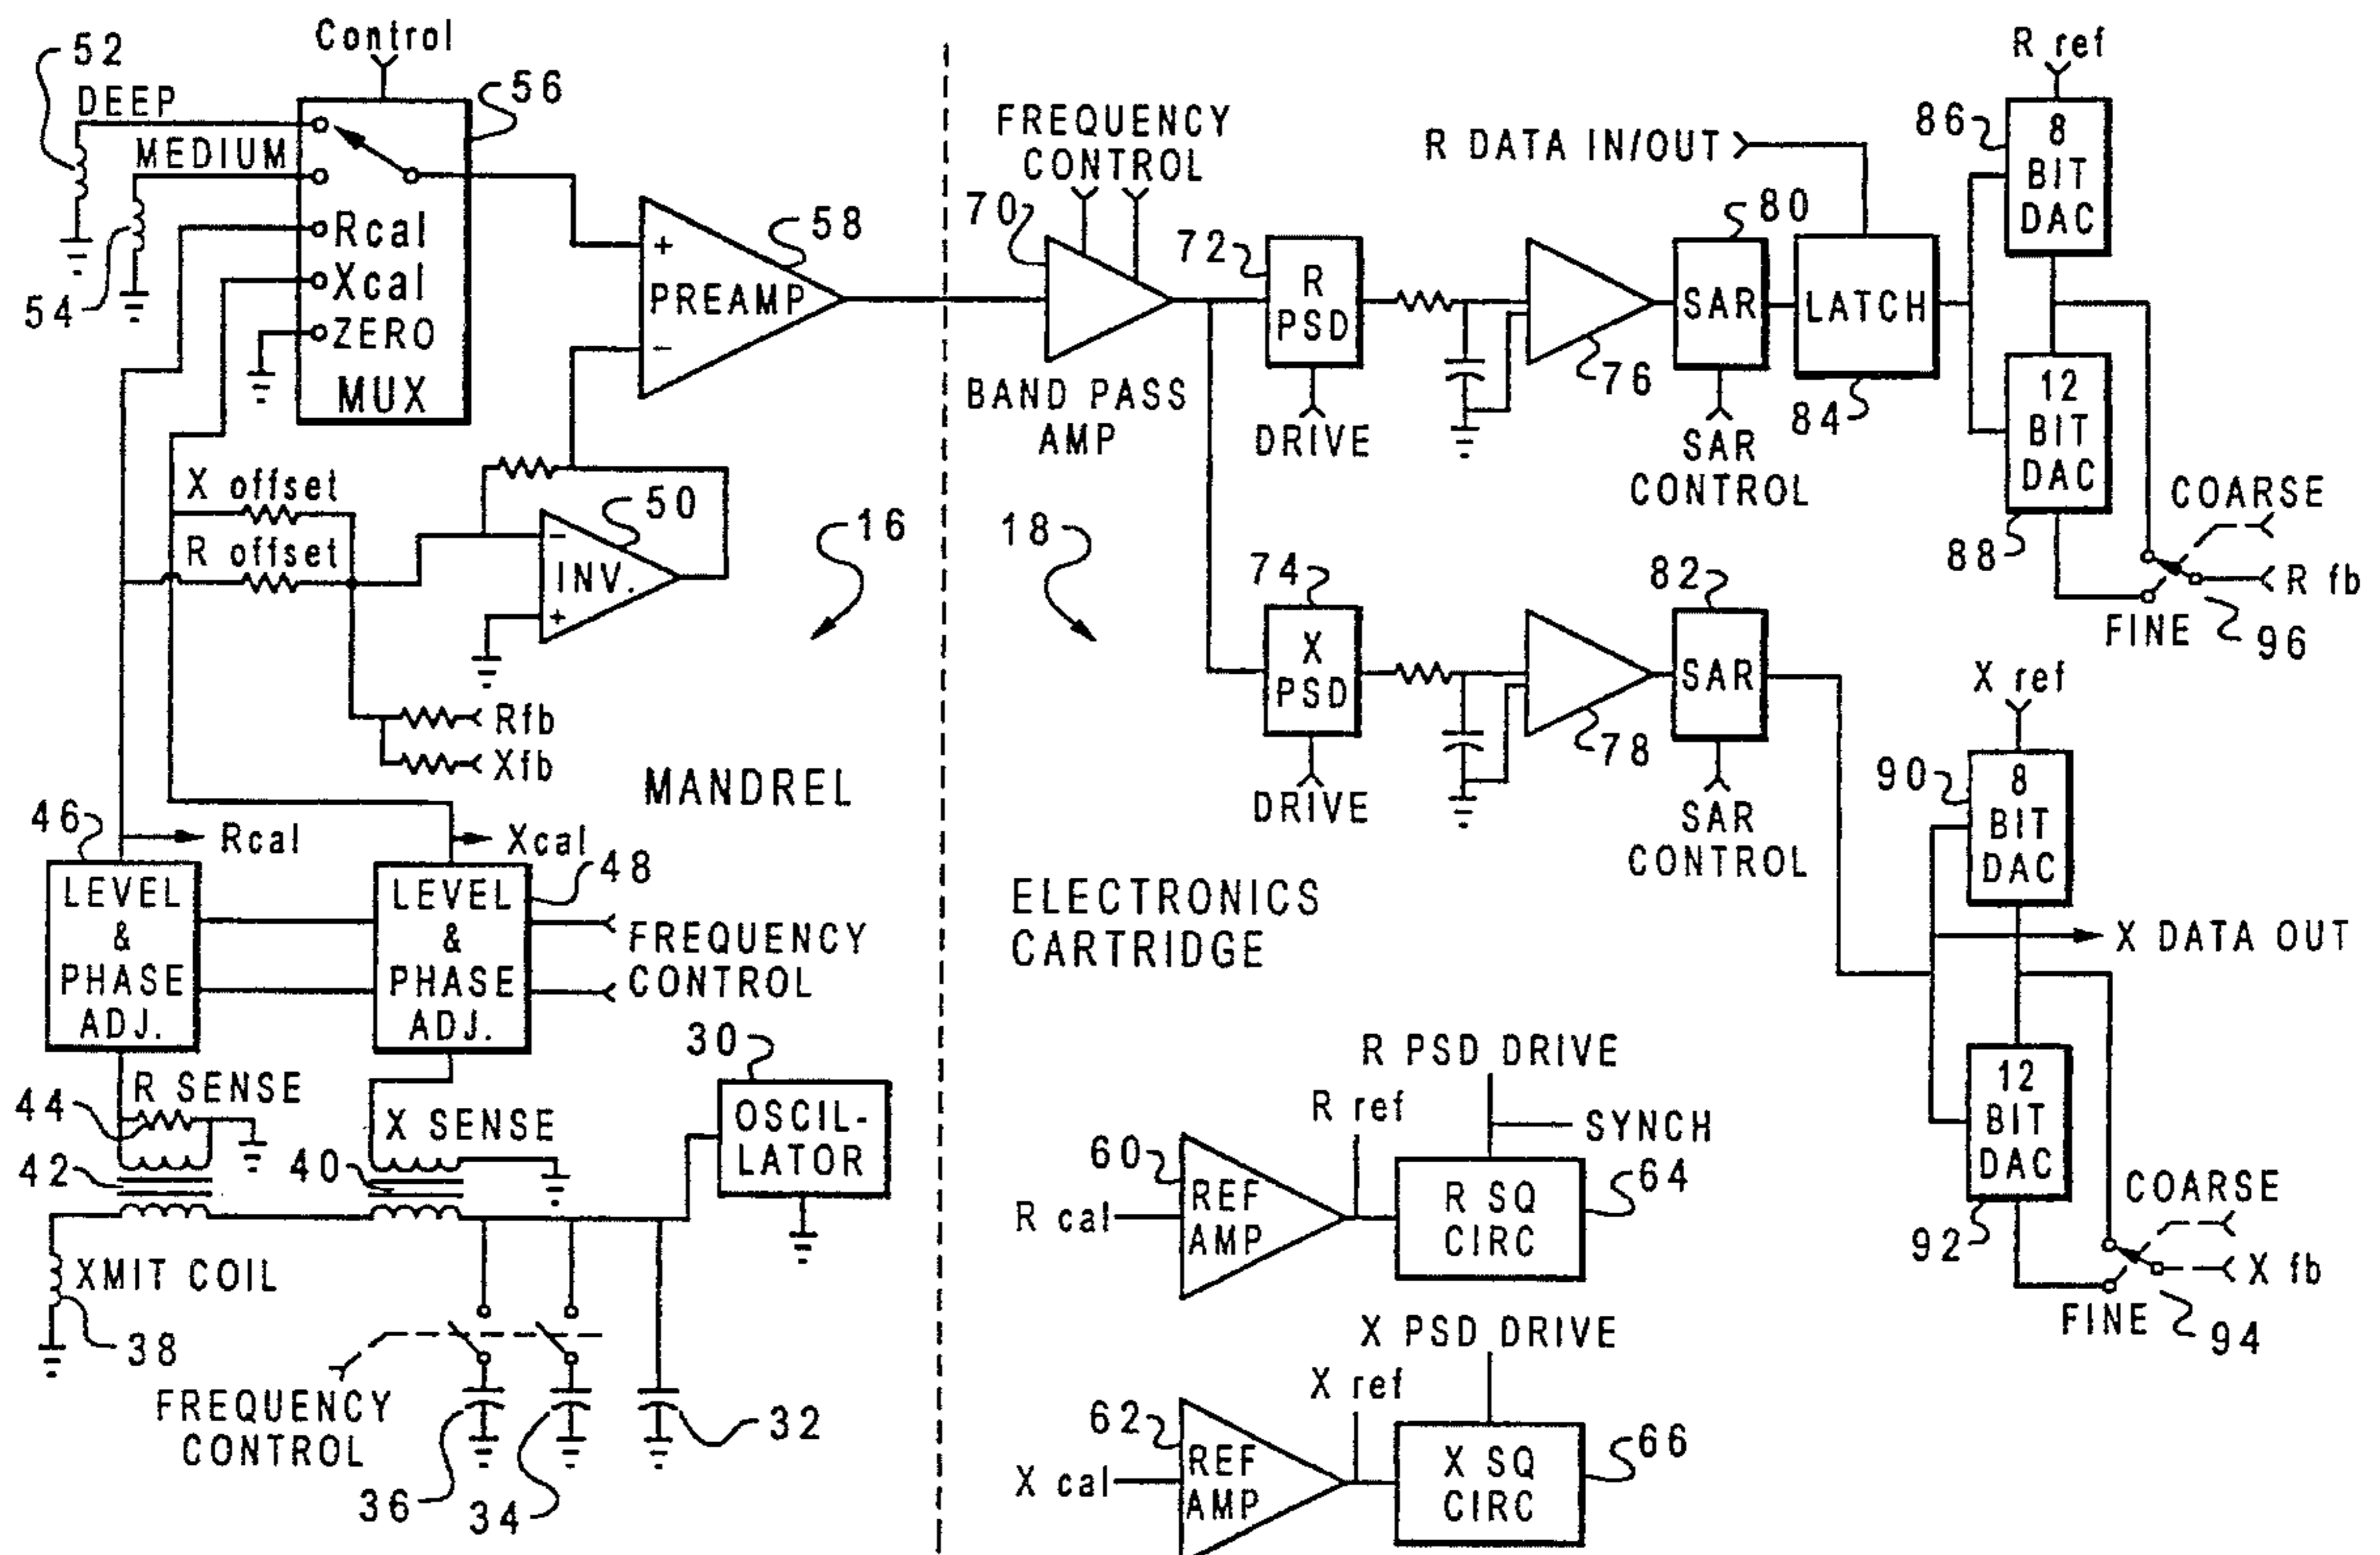 Control
52
DEEP
56
MEDIUM
Rcal
Xcal
ZERO
MUX
54
+
PREAMP
−
58
X offset
R offset
50
−
INV.
+
Rfb
Xfb
16
MANDREL
46
Rcal
Xcal
48
LEVEL
&
PHASE
ADJ.
LEVEL
&
PHASE
ADJ.
FREQUENCY
CONTROL
30
OSCIL-
LATOR
R SENSE
44
X SENSE
42
40
XMIT COIL
38
FREQUENCY
CONTROL
36
34
32
FREQUENCY
CONTROL
70
BAND PASS
AMP
72
R
PSD
DRIVE
76
R DATA IN/OUT
80
SAR
SAR
CONTROL
LATCH
84
R ref
86
8
BIT
DAC
12
BIT
DAC
88
COARSE
R fb
FINE
96
18
74
X
PSD
DRIVE
78
82
SAR
SAR
CONTROL
X ref
90
8
BIT
DAC
X DATA OUT
12
BIT
DAC
92
COARSE
X fb
FINE
94
ELECTRONICS
CARTRIDGE
R PSD DRIVE
R ref
SYNCH
60
R cal
REF
AMP
R SQ
CIRC
64
X PSD DRIVE
X ref
62
X cal
REF
AMP
X SQ
CIRC
66